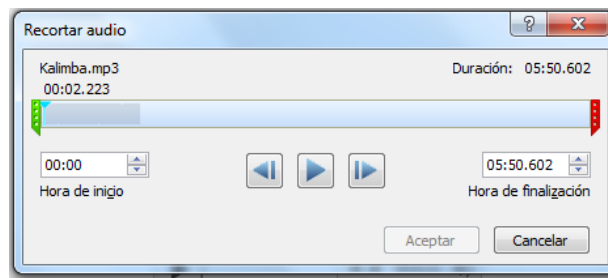 Recortar audio
Kalimba.mp3
Duración: 05:50.602
00:02.223
00:00
05:50.602
Hora de inicio
Hora de finalización
Aceptar
Cancelar